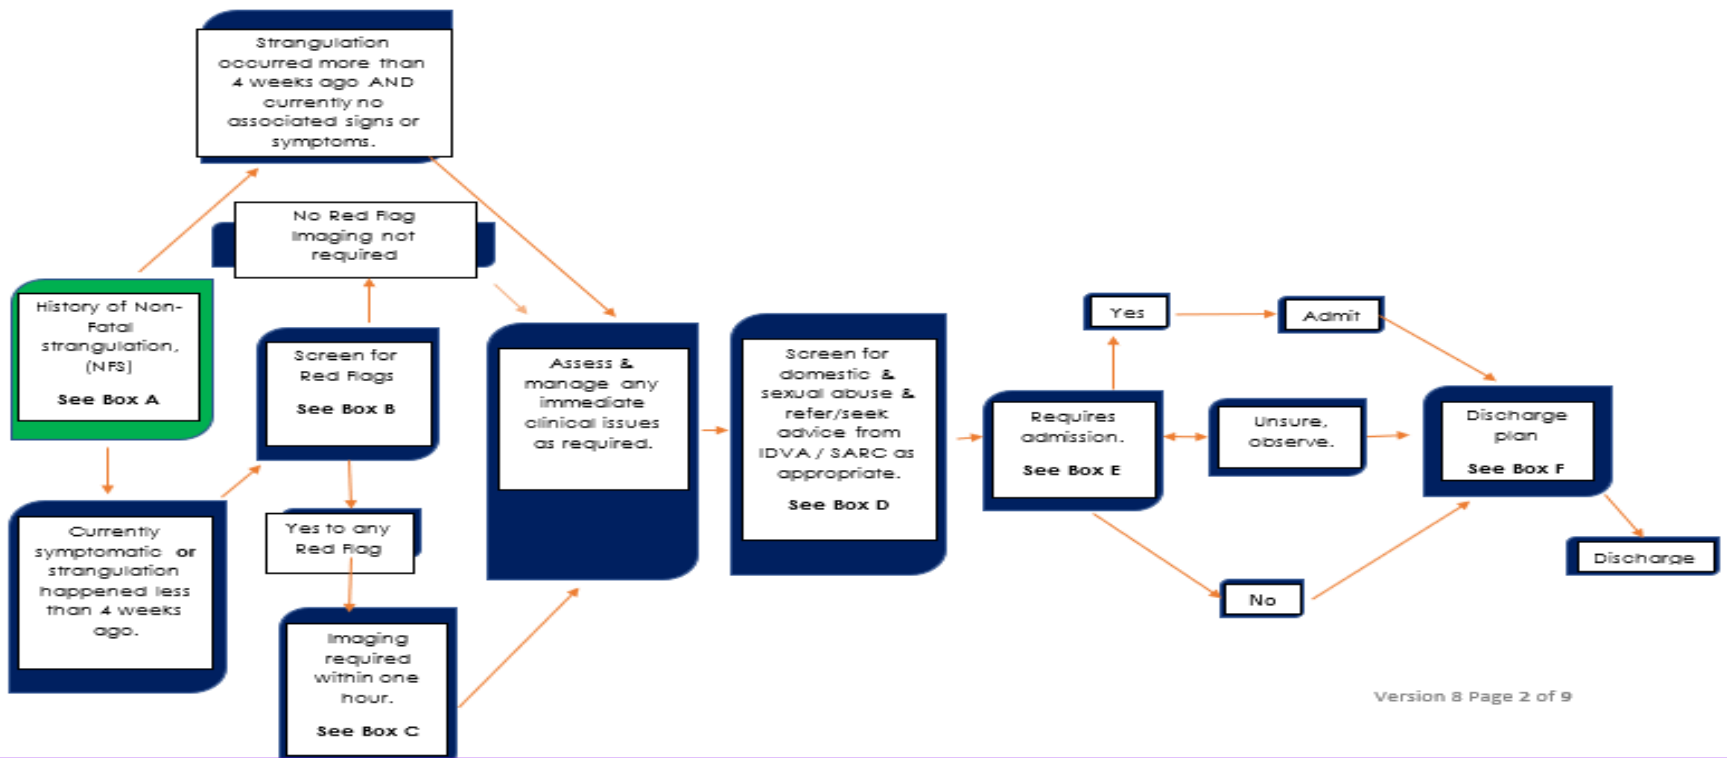 Strangulation
occurred more than
4 weeks ago AND
currently no
associated signs or
symptoms.
No Red Flag
Imaging not
required
History of Non-
Fatal
strangulation,
(NFS)
See Box A
Screen for
Red Flags
See Box B
Currently
symptomatic or
strangulation
happened less
than 4 weeks
ago.
Yes to any
Red Flag
Imaging
required
within one
hour.
See Box C
Assess &
manage any
immediate
clinical issues
as required.
Screen for
domestic &
sexual abuse &
refer/seek
advice from
IDVA / SARC as
appropriate.
See Box D
Requires
admission.
See Box E
Yes
Admit
Unsure,
observe.
No
Discharge
plan
See Box F
Discharge
Version 8 Page 2 of 9